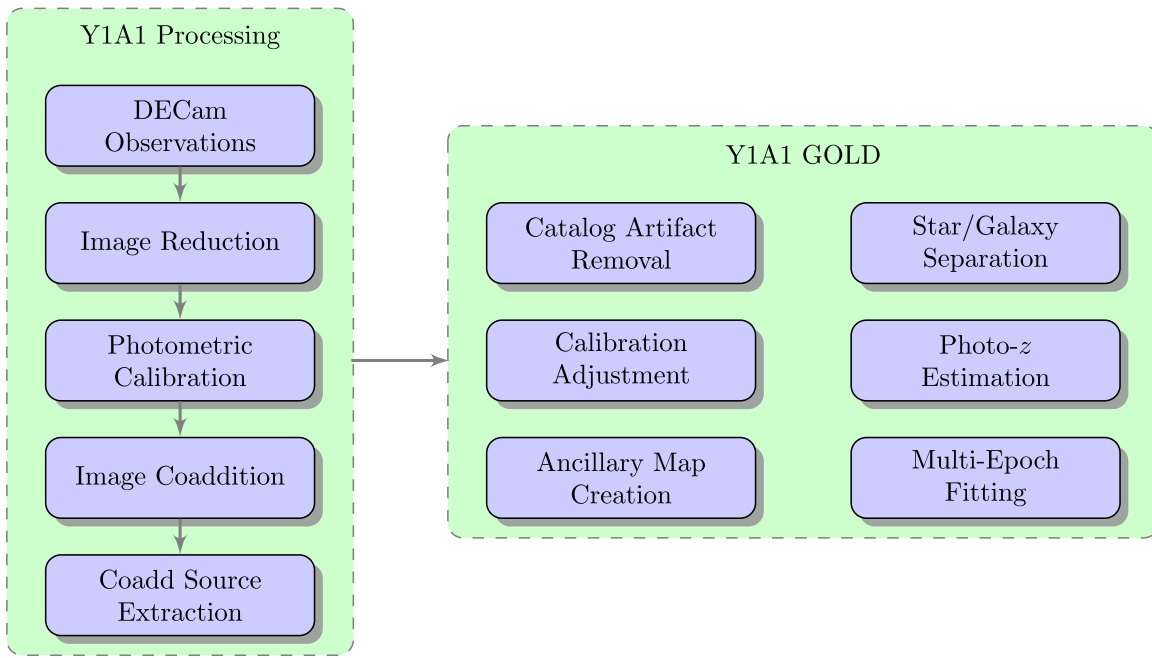 Y1A1 Processing
DECam
Observations
Image Reduction
Photometric
Calibration
Image Coaddition
Coadd Source
Extraction
Y1A1 GOLD
Catalog Artifact
Removal
Star/Galaxy
Separation
Calibration
Adjustment
Photo-z
Estimation
Ancillary Map
Creation
Multi-Epoch
Fitting